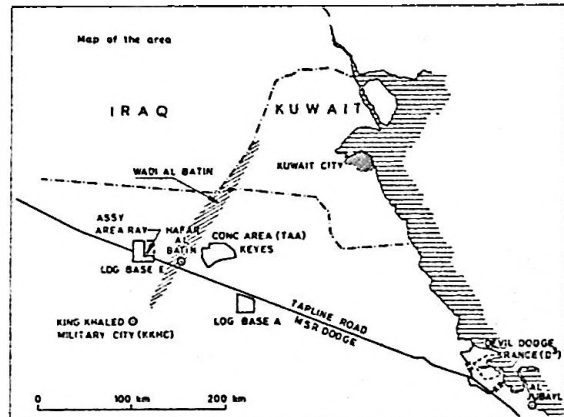 Map of the area
IRAQ
KUWAIT
WADI AL BATIN
KUWAIT CITY
ASSY
AREA RAY
HAFAR
AL
BATIN
CONC AREA (TAA)
KEYES
LOG BASE E
TAPLINE ROAD
MSR DODGE
LOG BASE A
KING KHALED
MILITARY CITY (KKMC)
DEVIL DODGE
AL
JUBAYL
0 100 km 200 km